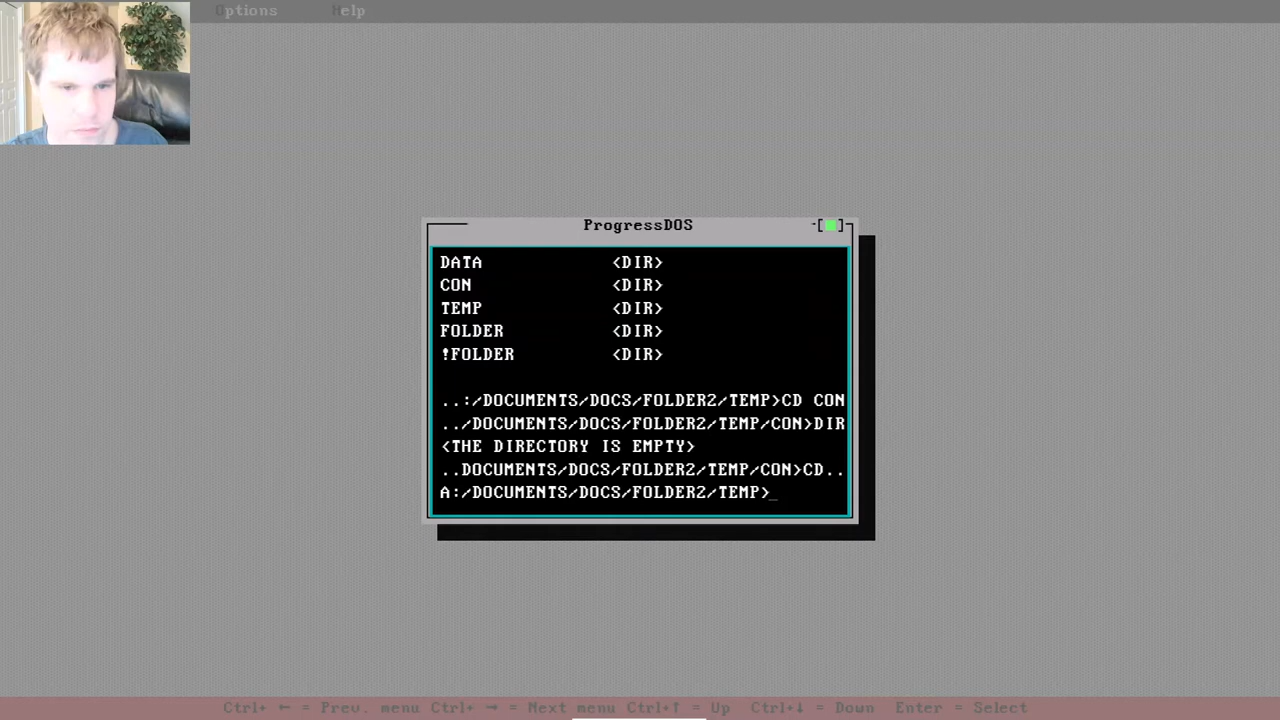 Options Help
ProgressDOS
DATA <DIR>
CON <DIR>
TEMP <DIR>
FOLDER <DIR>
!FOLDER <DIR>
..:/DOCUMENTS/DOCS/FOLDER2/TEMP>CD CON
../DOCUMENTS/DOCS/FOLDER2/TEMP/CON>DIR
<THE DIRECTORY IS EMPTY>
..DOCUMENTS/DOCS/FOLDER2/TEMP/CON>CD..
A:/DOCUMENTS/DOCS/FOLDER2/TEMP>_
Ctrl+ ← = Prev. menu Ctrl+ → = Next menu Ctrl+↑ = Up Ctrl+↓ = Down Enter = Select